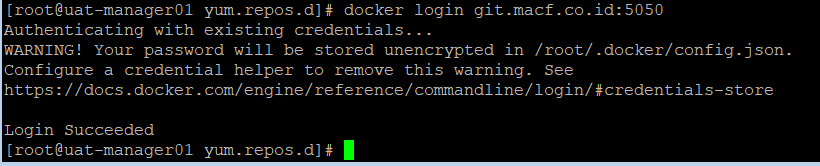 [root@uat-manager01 yum.repos.d]# docker login git.macf.co.id:5050
Authenticating with existing credentials...
WARNING! Your password will be stored unencrypted in /root/.docker/config.json.
Configure a credential helper to remove this warning. See
https://docs.docker.com/engine/reference/commandline/login/#credentials-store

Login Succeeded
[root@uat-manager01 yum.repos.d]#